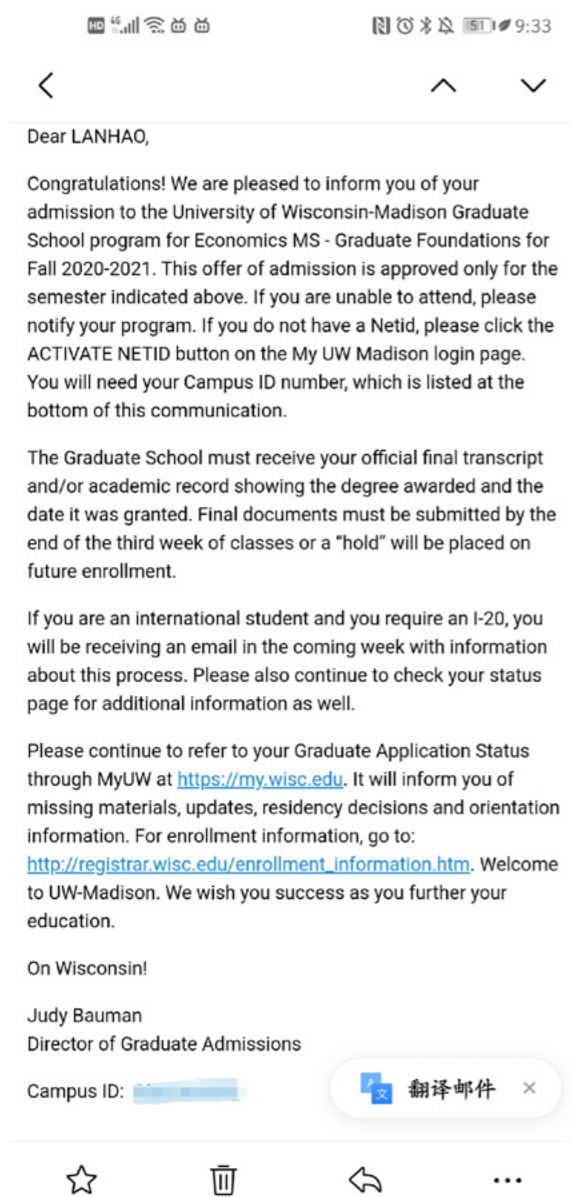 HD 4G 51 9:33
Dear LANHAO,
Congratulations! We are pleased to inform you of your
admission to the University of Wisconsin-Madison Graduate
School program for Economics MS - Graduate Foundations for
Fall 2020-2021. This offer of admission is approved only for the
semester indicated above. If you are unable to attend, please
notify your program. If you do not have a Netid, please click the
ACTIVATE NETID button on the My UW Madison login page.
You will need your Campus ID number, which is listed at the
bottom of this communication.
The Graduate School must receive your official final transcript
and/or academic record showing the degree awarded and the
date it was granted. Final documents must be submitted by the
end of the third week of classes or a “hold” will be placed on
future enrollment.
If you are an international student and you require an I-20, you
will be receiving an email in the coming week with information
about this process. Please also continue to check your status
page for additional information as well.
Please continue to refer to your Graduate Application Status
through MyUW at https://my.wisc.edu. It will inform you of
missing materials, updates, residency decisions and orientation
information. For enrollment information, go to:
http://registrar.wisc.edu/enrollment_information.htm. Welcome
to UW-Madison. We wish you success as you further your
education.
On Wisconsin!
Judy Bauman
Director of Graduate Admissions
Campus ID:
A 文 翻译邮件